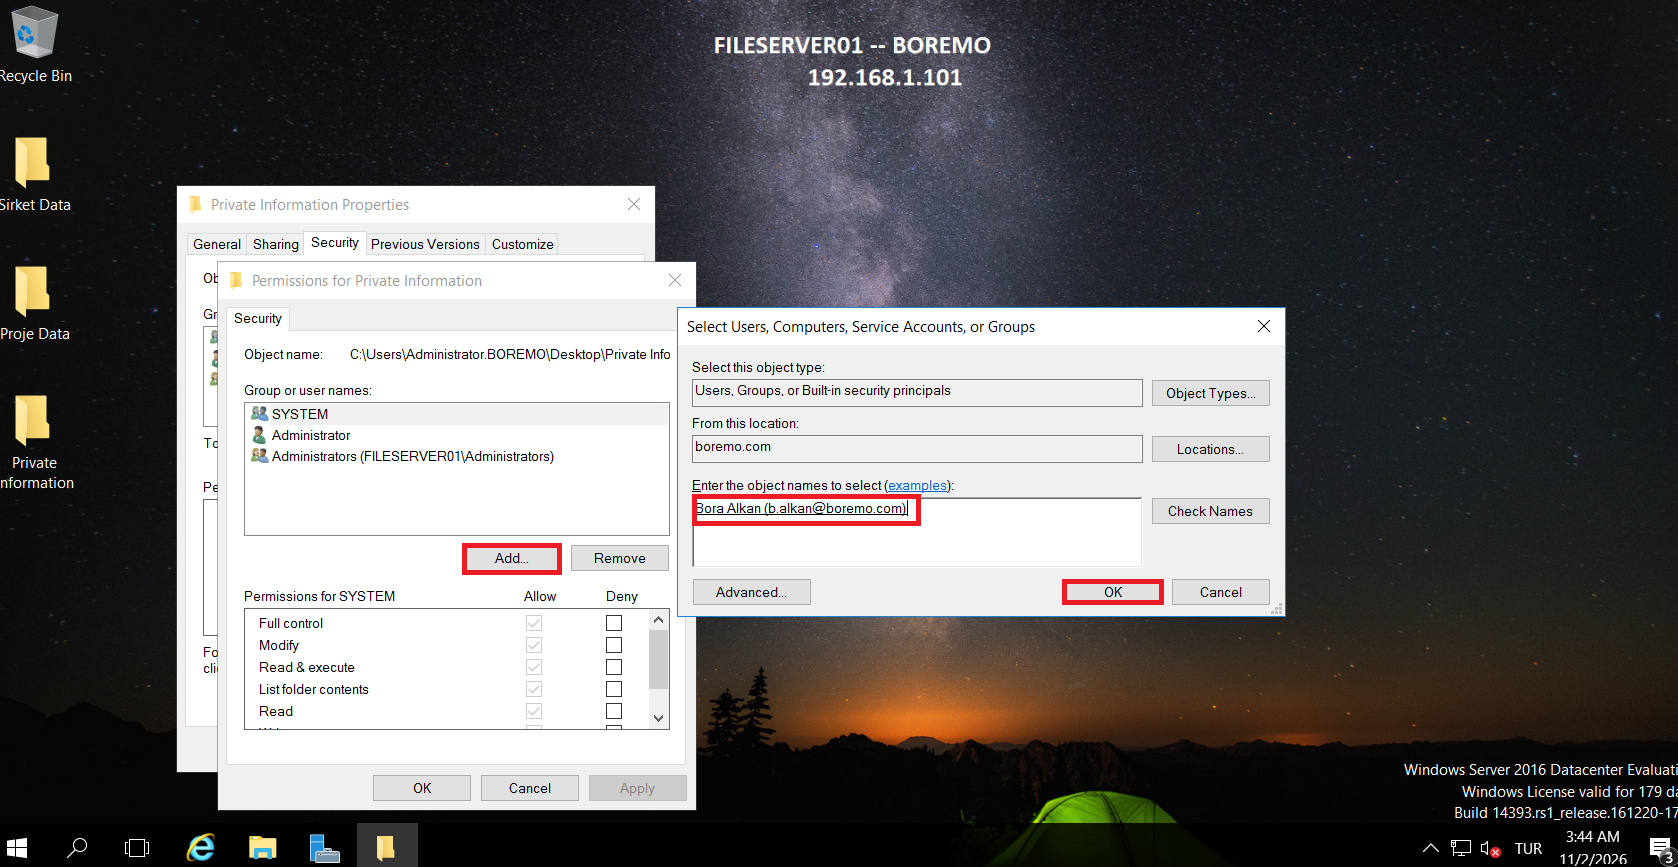 FILESERVER01 -- BOREMO
192.168.1.101
Recycle Bin
Sirket Data
Proje Data
Private
Information
Private Information Properties
General Sharing Security Previous Versions Customize
Permissions for Private Information
Security
Object name: C:\Users\Administrator.BOREMO\Desktop\Private Info
Group or user names:
SYSTEM
Administrator
Administrators (FILESERVER01\Administrators)
Add... Remove
Permissions for SYSTEM Allow Deny
Full control
Modify
Read & execute
List folder contents
Read
OK Cancel Apply
Select Users, Computers, Service Accounts, or Groups
Select this object type:
Users, Groups, or Built-in security principals
Object Types...
From this location:
boremo.com
Locations...
Enter the object names to select (examples):
Bora Alkan (b.alkan@boremo.com)
Check Names
Advanced... OK Cancel
Windows Server 2016 Datacenter Evaluati
Windows License valid for 179 da
Build 14393.rs1_release.161220-17
TUR
3:44 AM
11/2/2026
3